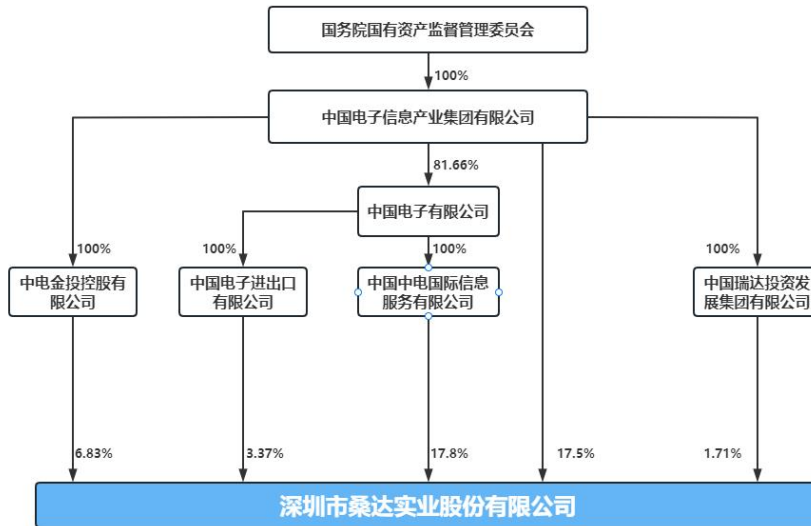 国务院国有资产监督管理委员会
100%
中国电子信息产业集团有限公司
81.66%
中国电子有限公司
100%
100%
100%
100%
中电金投控股有
限公司
中国电子进出口
有限公司
中国中电国际信息
服务有限公司
中国瑞达投资发
展集团有限公司
6.83%
3.37%
17.8%
17.5%
1.71%
深圳市桑达实业股份有限公司